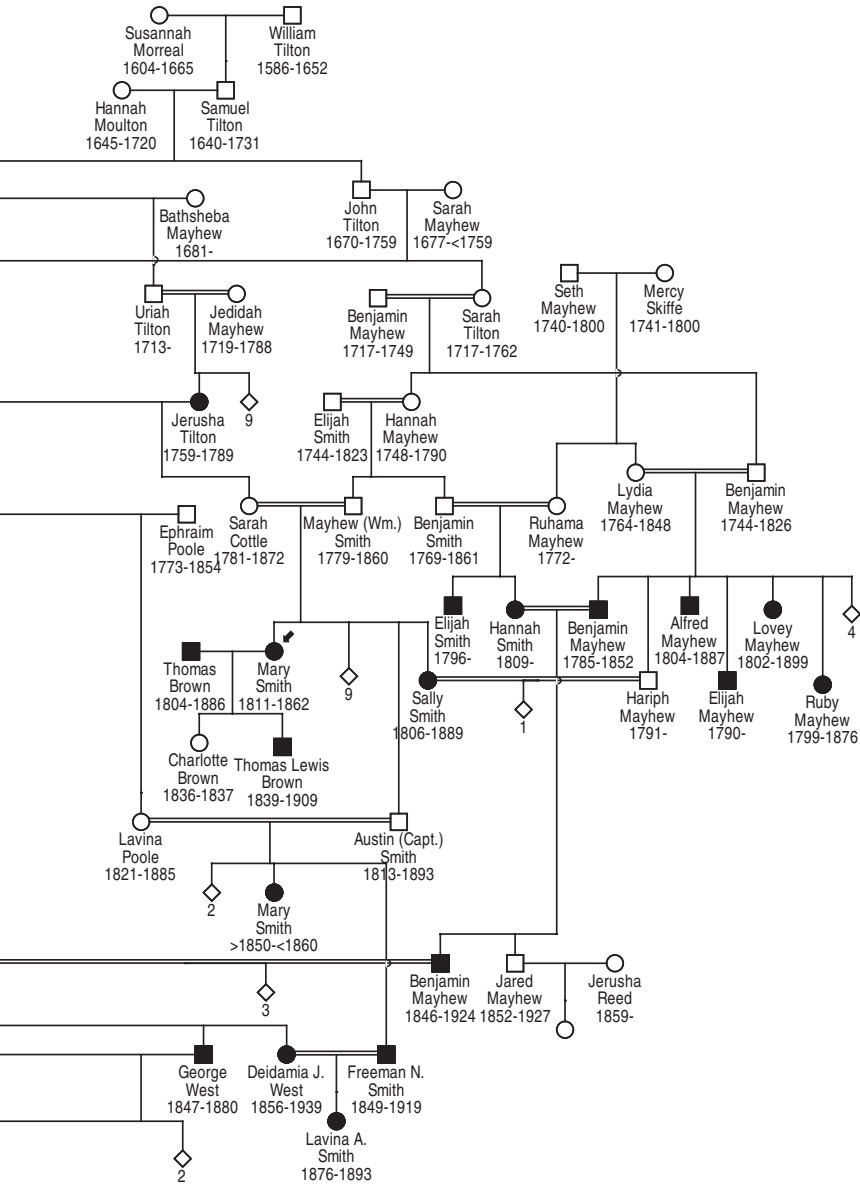 Susannah
Morreal
1604-1665
William
Tilton
1586-1652
Hannah
Moulton
1645-1720
Samuel
Tilton
1640-1731
Bathsheba
Mayhew
1681-
John
Tilton
1670-1759
Sarah
Mayhew
1677-<1759
Uriah
Tilton
1713-
Jedidah
Mayhew
1719-1788
Benjamin
Mayhew
1717-1749
Sarah
Tilton
1717-1762
Seth
Mayhew
1740-1800
Mercy
Skiffe
1741-1800
Jerusha
Tilton
1759-1789
9
Elijah
Smith
1744-1823
Hannah
Mayhew
1748-1790
Lydia
Mayhew
1764-1848
Benjamin
Mayhew
1744-1826
Ephraim
Poole
1773-1854
Sarah
Cottle
1781-1872
Mayhew (Wm.)
Smith
1779-1860
Benjamin
Smith
1769-1861
Ruhama
Mayhew
1772-
Elijah
Smith
1796-
Hannah
Smith
1809-
Benjamin
Mayhew
1785-1852
Alfred
Mayhew
1804-1887
Lovey
Mayhew
1802-1899
4
Thomas
Brown
1804-1886
Mary
Smith
1811-1862
9
Sally
Smith
1806-1889
1
Hariph
Mayhew
1791-
Elijah
Mayhew
1790-
Ruby
Mayhew
1799-1876
Charlotte
Brown
1836-1837
Thomas Lewis
Brown
1839-1909
Lavina
Poole
1821-1885
Austin (Capt.)
Smith
1813-1893
2
Mary
Smith
>1850-<1860
3
Benjamin
Mayhew
1846-1924
Jared
Mayhew
1852-1927
Jerusha
Reed
1859-
George
West
1847-1880
Deidamia J.
West
1856-1939
Freeman N.
Smith
1849-1919
2
Lavina A.
Smith
1876-1893